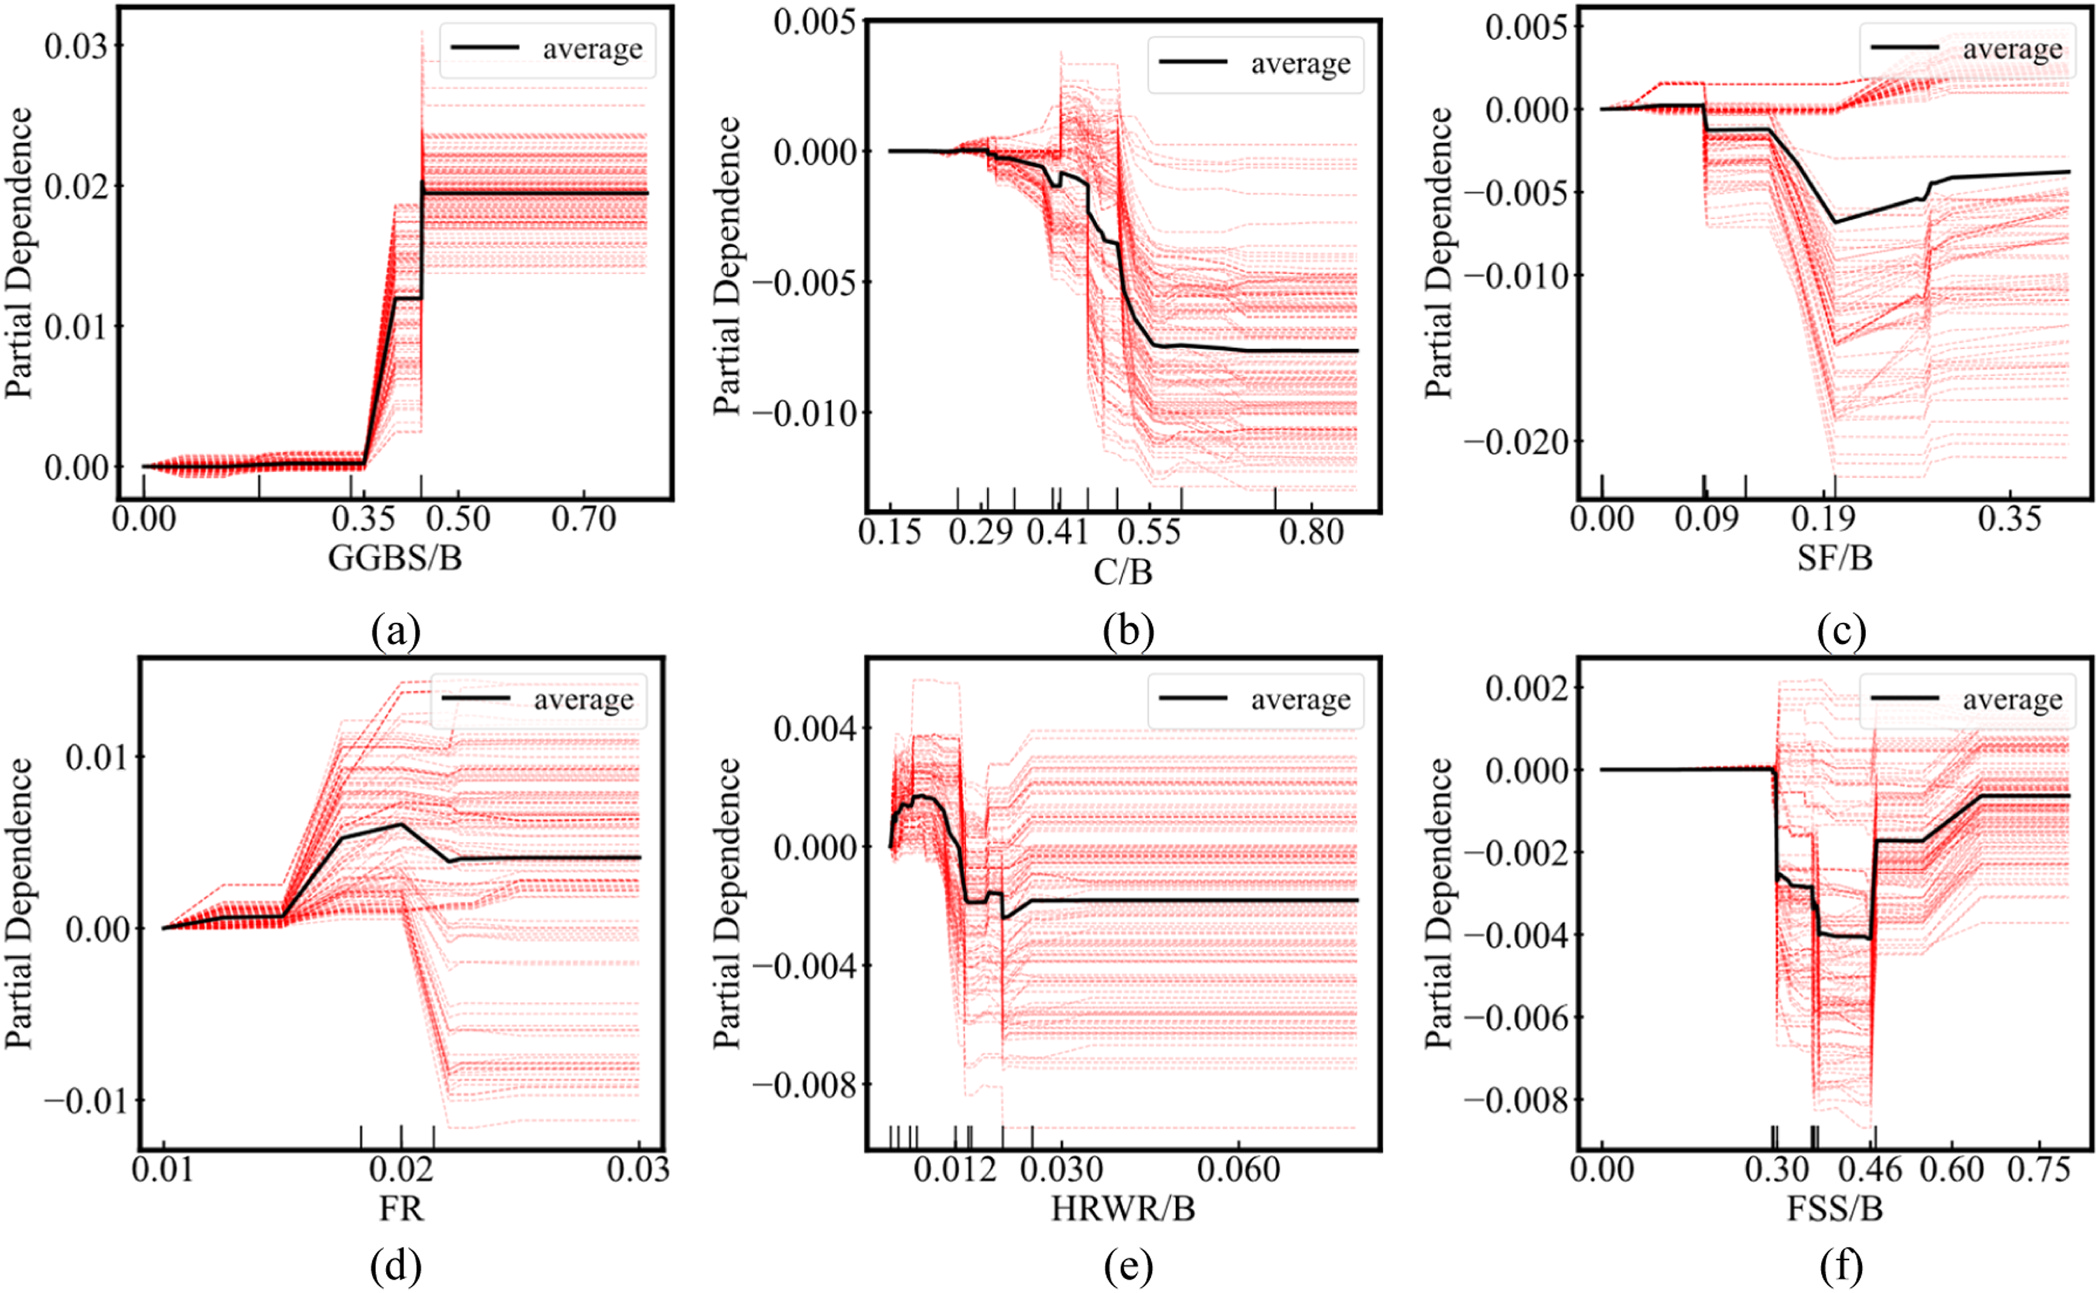 0.03
0.02
0.01
0.00
Partial Dependence
average
0.00 0.35 0.50 0.70
GGBS/B
(a)
0.005
0.000
−0.005
−0.010
Partial Dependence
average
0.15 0.29 0.41 0.55 0.80
C/B
(b)
0.005
0.000
−0.005
−0.010
−0.020
Partial Dependence
average
0.00 0.09 0.19 0.35
SF/B
(c)
0.01
0.00
−0.01
Partial Dependence
average
0.01 0.02 0.03
FR
(d)
0.004
0.000
−0.004
−0.008
Partial Dependence
average
0.012 0.030 0.060
HRWR/B
(e)
0.002
0.000
−0.002
−0.004
−0.006
−0.008
Partial Dependence
average
0.00 0.30 0.46 0.60 0.75
FSS/B
(f)